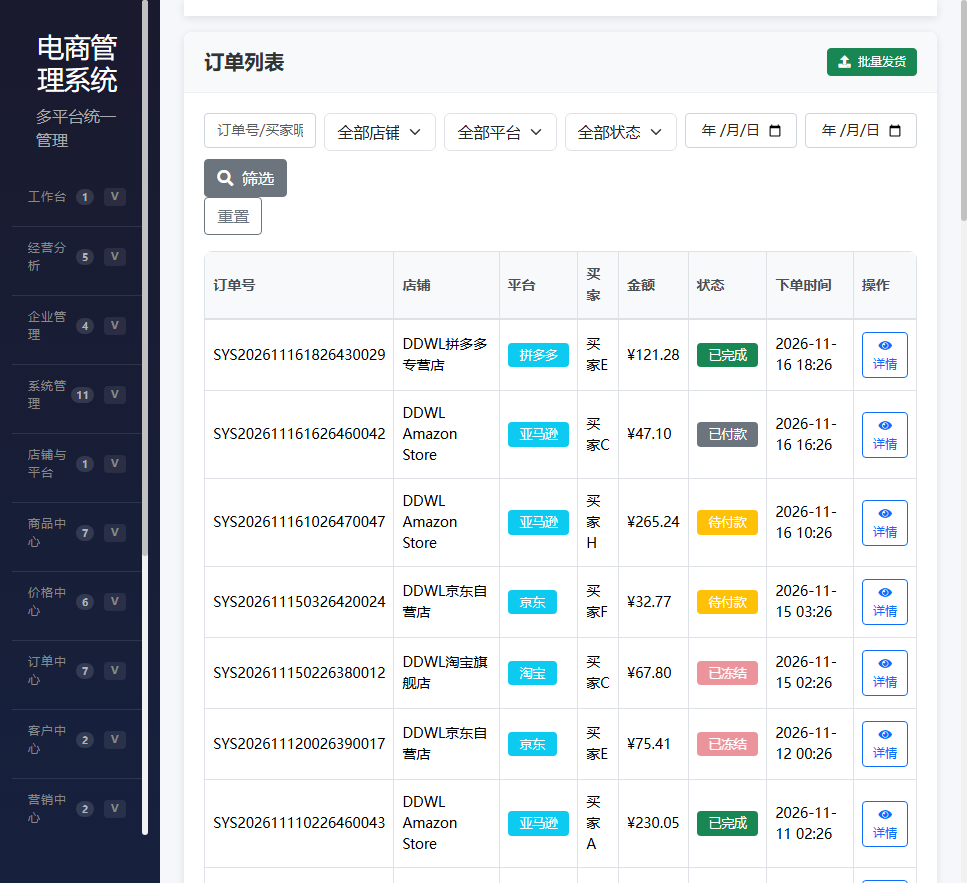 电商管
理系统
多平台统一
管理
工作台 1 V
经营分
析 5 V
企业管
理 4 V
系统管
理 11 V
店铺与
平台 1 V
商品中
心 7 V
价格中
心 6 V
订单中
心 7 V
客户中
心 2 V
营销中
心 2 V
订单列表
批量发货
订单号/买家
全部店铺
全部平台
全部状态
年/月/日
年/月/日
筛选
重置
订单号 店铺 平台 买家 金额 状态 下单时间 操作
SYS202611161826430029 DDWL拼多多专营店 拼多多 买家E ¥121.28 已完成 2026-11-16 18:26 详情
SYS202611161626460042 DDWL Amazon Store 亚马逊 买家C ¥47.10 已付款 2026-11-16 16:26 详情
SYS202611161026470047 DDWL Amazon Store 亚马逊 买家H ¥265.24 待付款 2026-11-16 10:26 详情
SYS202611150326420024 DDWL京东自营店 京东 买家F ¥32.77 待付款 2026-11-15 03:26 详情
SYS202611150226380012 DDWL淘宝旗舰店 淘宝 买家C ¥67.80 已冻结 2026-11-15 02:26 详情
SYS202611120026390017 DDWL京东自营店 京东 买家E ¥75.41 已冻结 2026-11-12 00:26 详情
SYS202611110226460043 DDWL Amazon Store 亚马逊 买家A ¥230.05 已完成 2026-11-11 02:26 详情